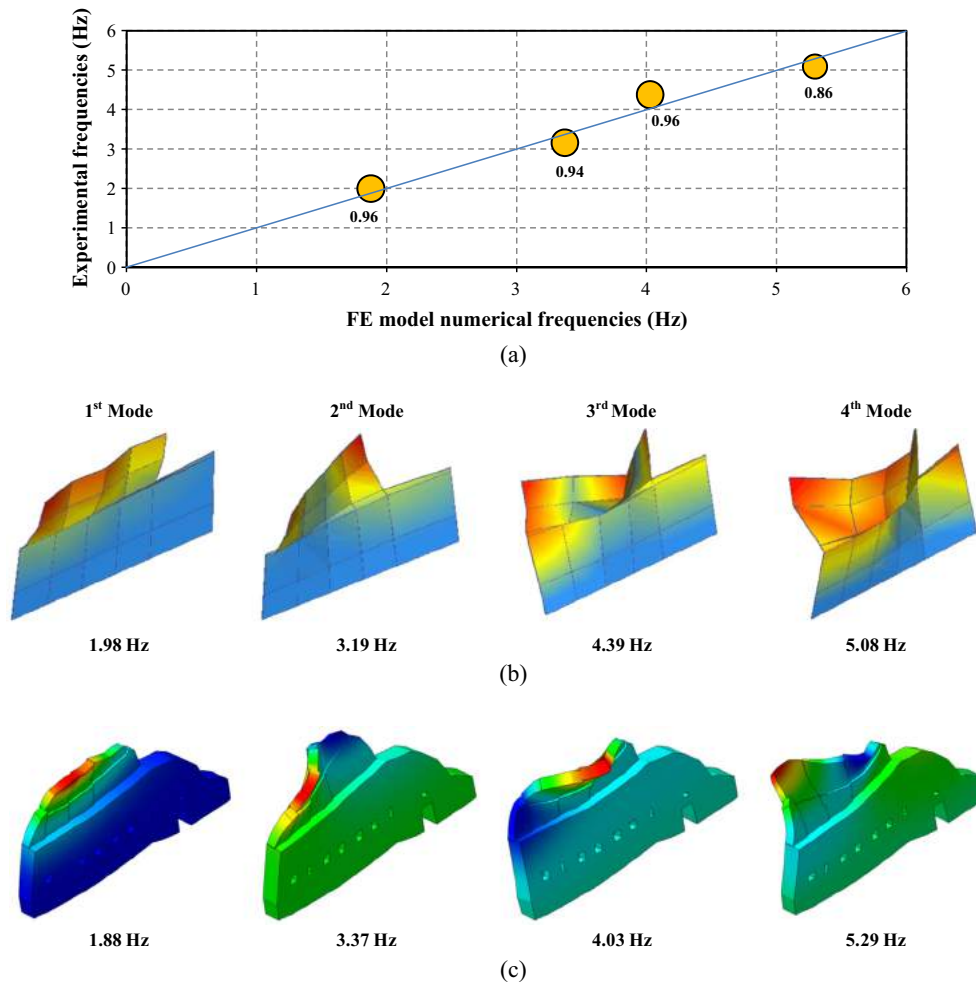 Experimental frequencies (Hz)
6
5
4
3
2
1
0
0.96
0.94
0.96
0.86
0 1 2 3 4 5 6
FE model numerical frequencies (Hz)
(a)
1st Mode 2nd Mode 3rd Mode 4th Mode
1.98 Hz 3.19 Hz 4.39 Hz 5.08 Hz
(b)
1.88 Hz 3.37 Hz 4.03 Hz 5.29 Hz
(c)